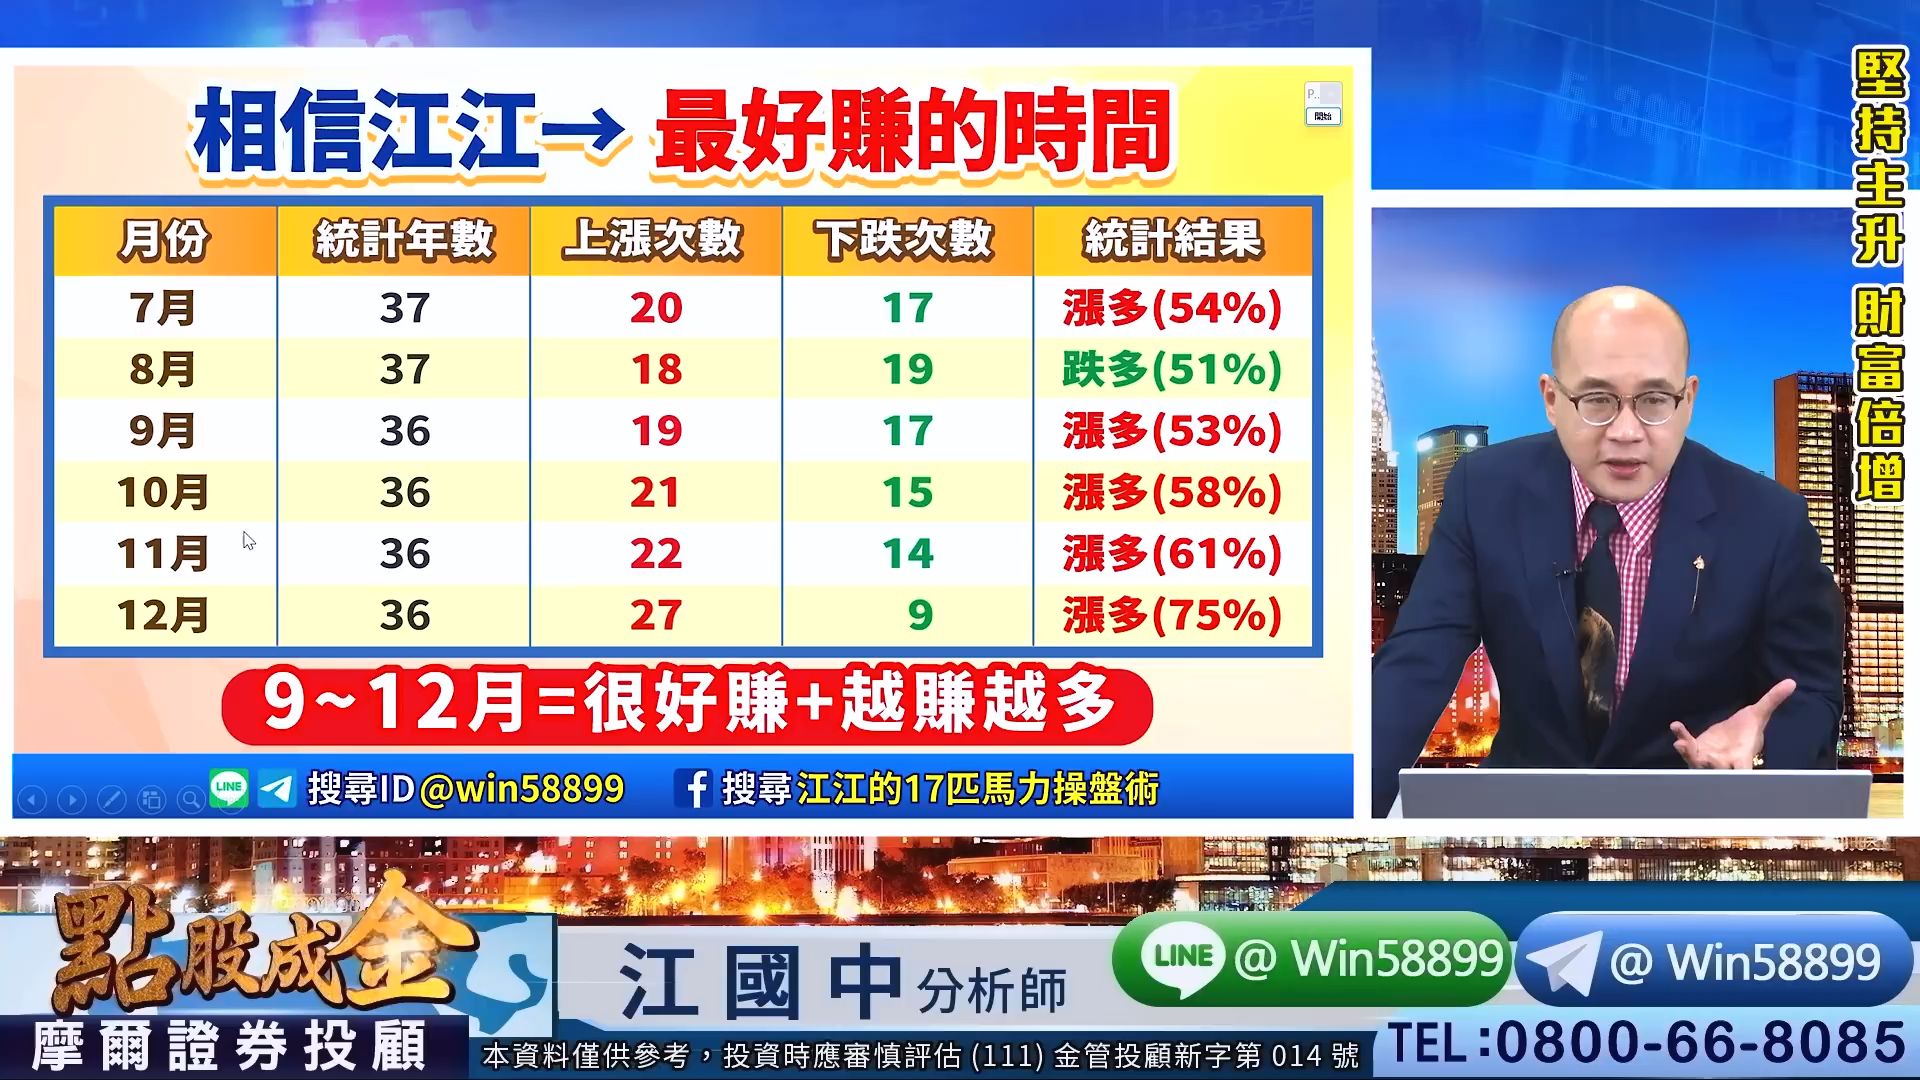 相信江江→ 最好賺的時間
P..
開始
月份 統計年數 上漲次數 下跌次數 統計結果
7月 37 20 17 漲多(54%)
8月 37 18 19 跌多(51%)
9月 36 19 17 漲多(53%)
10月 36 21 15 漲多(58%)
11月 36 22 14 漲多(61%)
12月 36 27 9 漲多(75%)
9~12月=很好賺+越賺越多
LINE 搜尋ID@win58899 f 搜尋江江的17匹馬力操盤術
堅持主升 財富倍增
點股成金
摩爾證券投顧
江國中分析師
LINE @ Win58899 @ Win58899
本資料僅供參考，投資時應審慎評估 (111) 金管投顧新字第 014 號
TEL:0800-66-8085